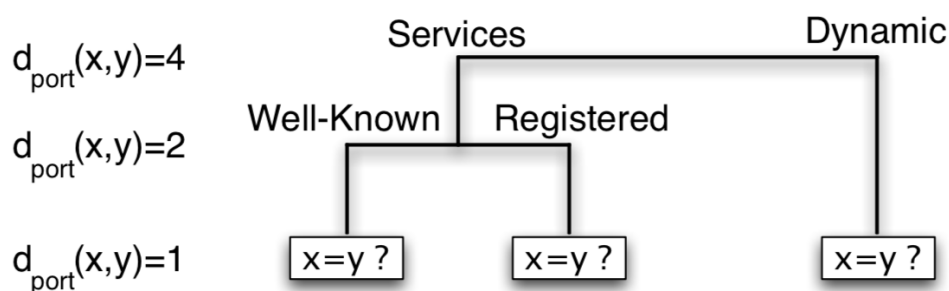 Services Dynamic
d_port(x,y)=4
Well-Known Registered
d_port(x,y)=2
d_port(x,y)=1 x=y ? x=y ? x=y ?